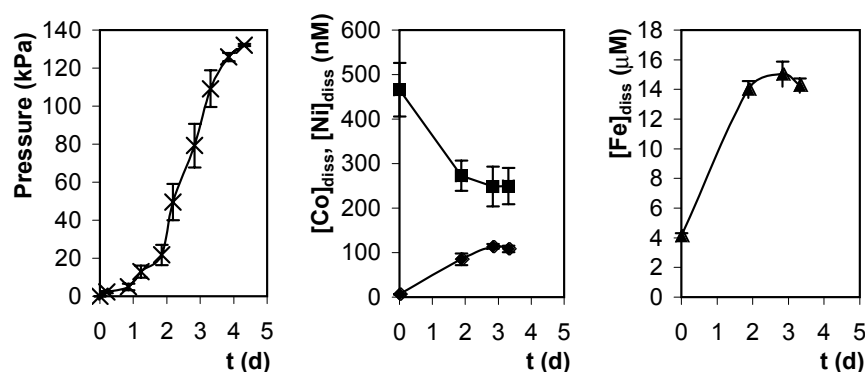 Pressure (kPa)
140
120
100
80
60
40
20
0
0 1 2 3 4 5
t (d)
[Co]diss, [Ni]diss (nM)
600
500
400
300
200
100
0
0 1 2 3 4 5
t (d)
[Fe]diss (μM)
18
16
14
12
10
8
6
4
2
0
0 1 2 3 4 5
t (d)